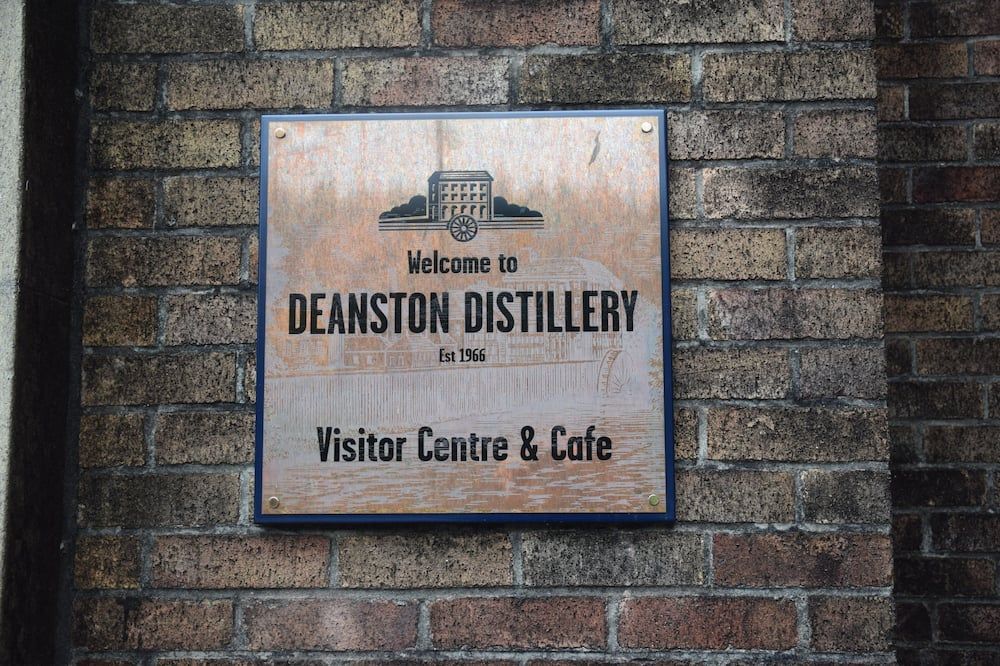 Welcome to
DEANSTON DISTILLERY
Est 1966
Visitor Centre & Cafe